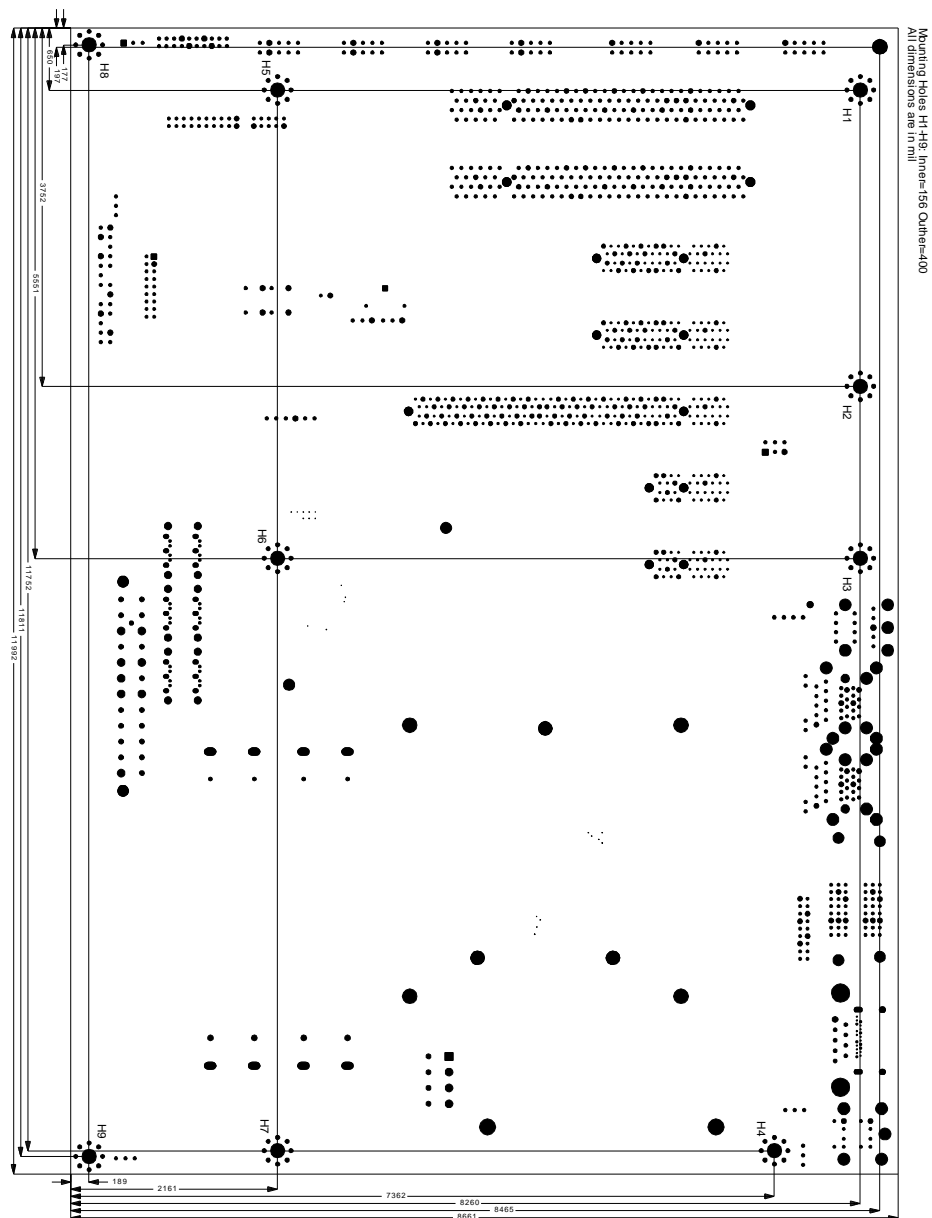 Mounting Holes H1-H9: Inner=156 Outher=400
All dimensions are in mil
H8
H5
H1
177
197
650
3752
5551
11752
11811
11992
H2
H6
H3
H9
H7
H4
189
2161
7362
8260
8465
8661